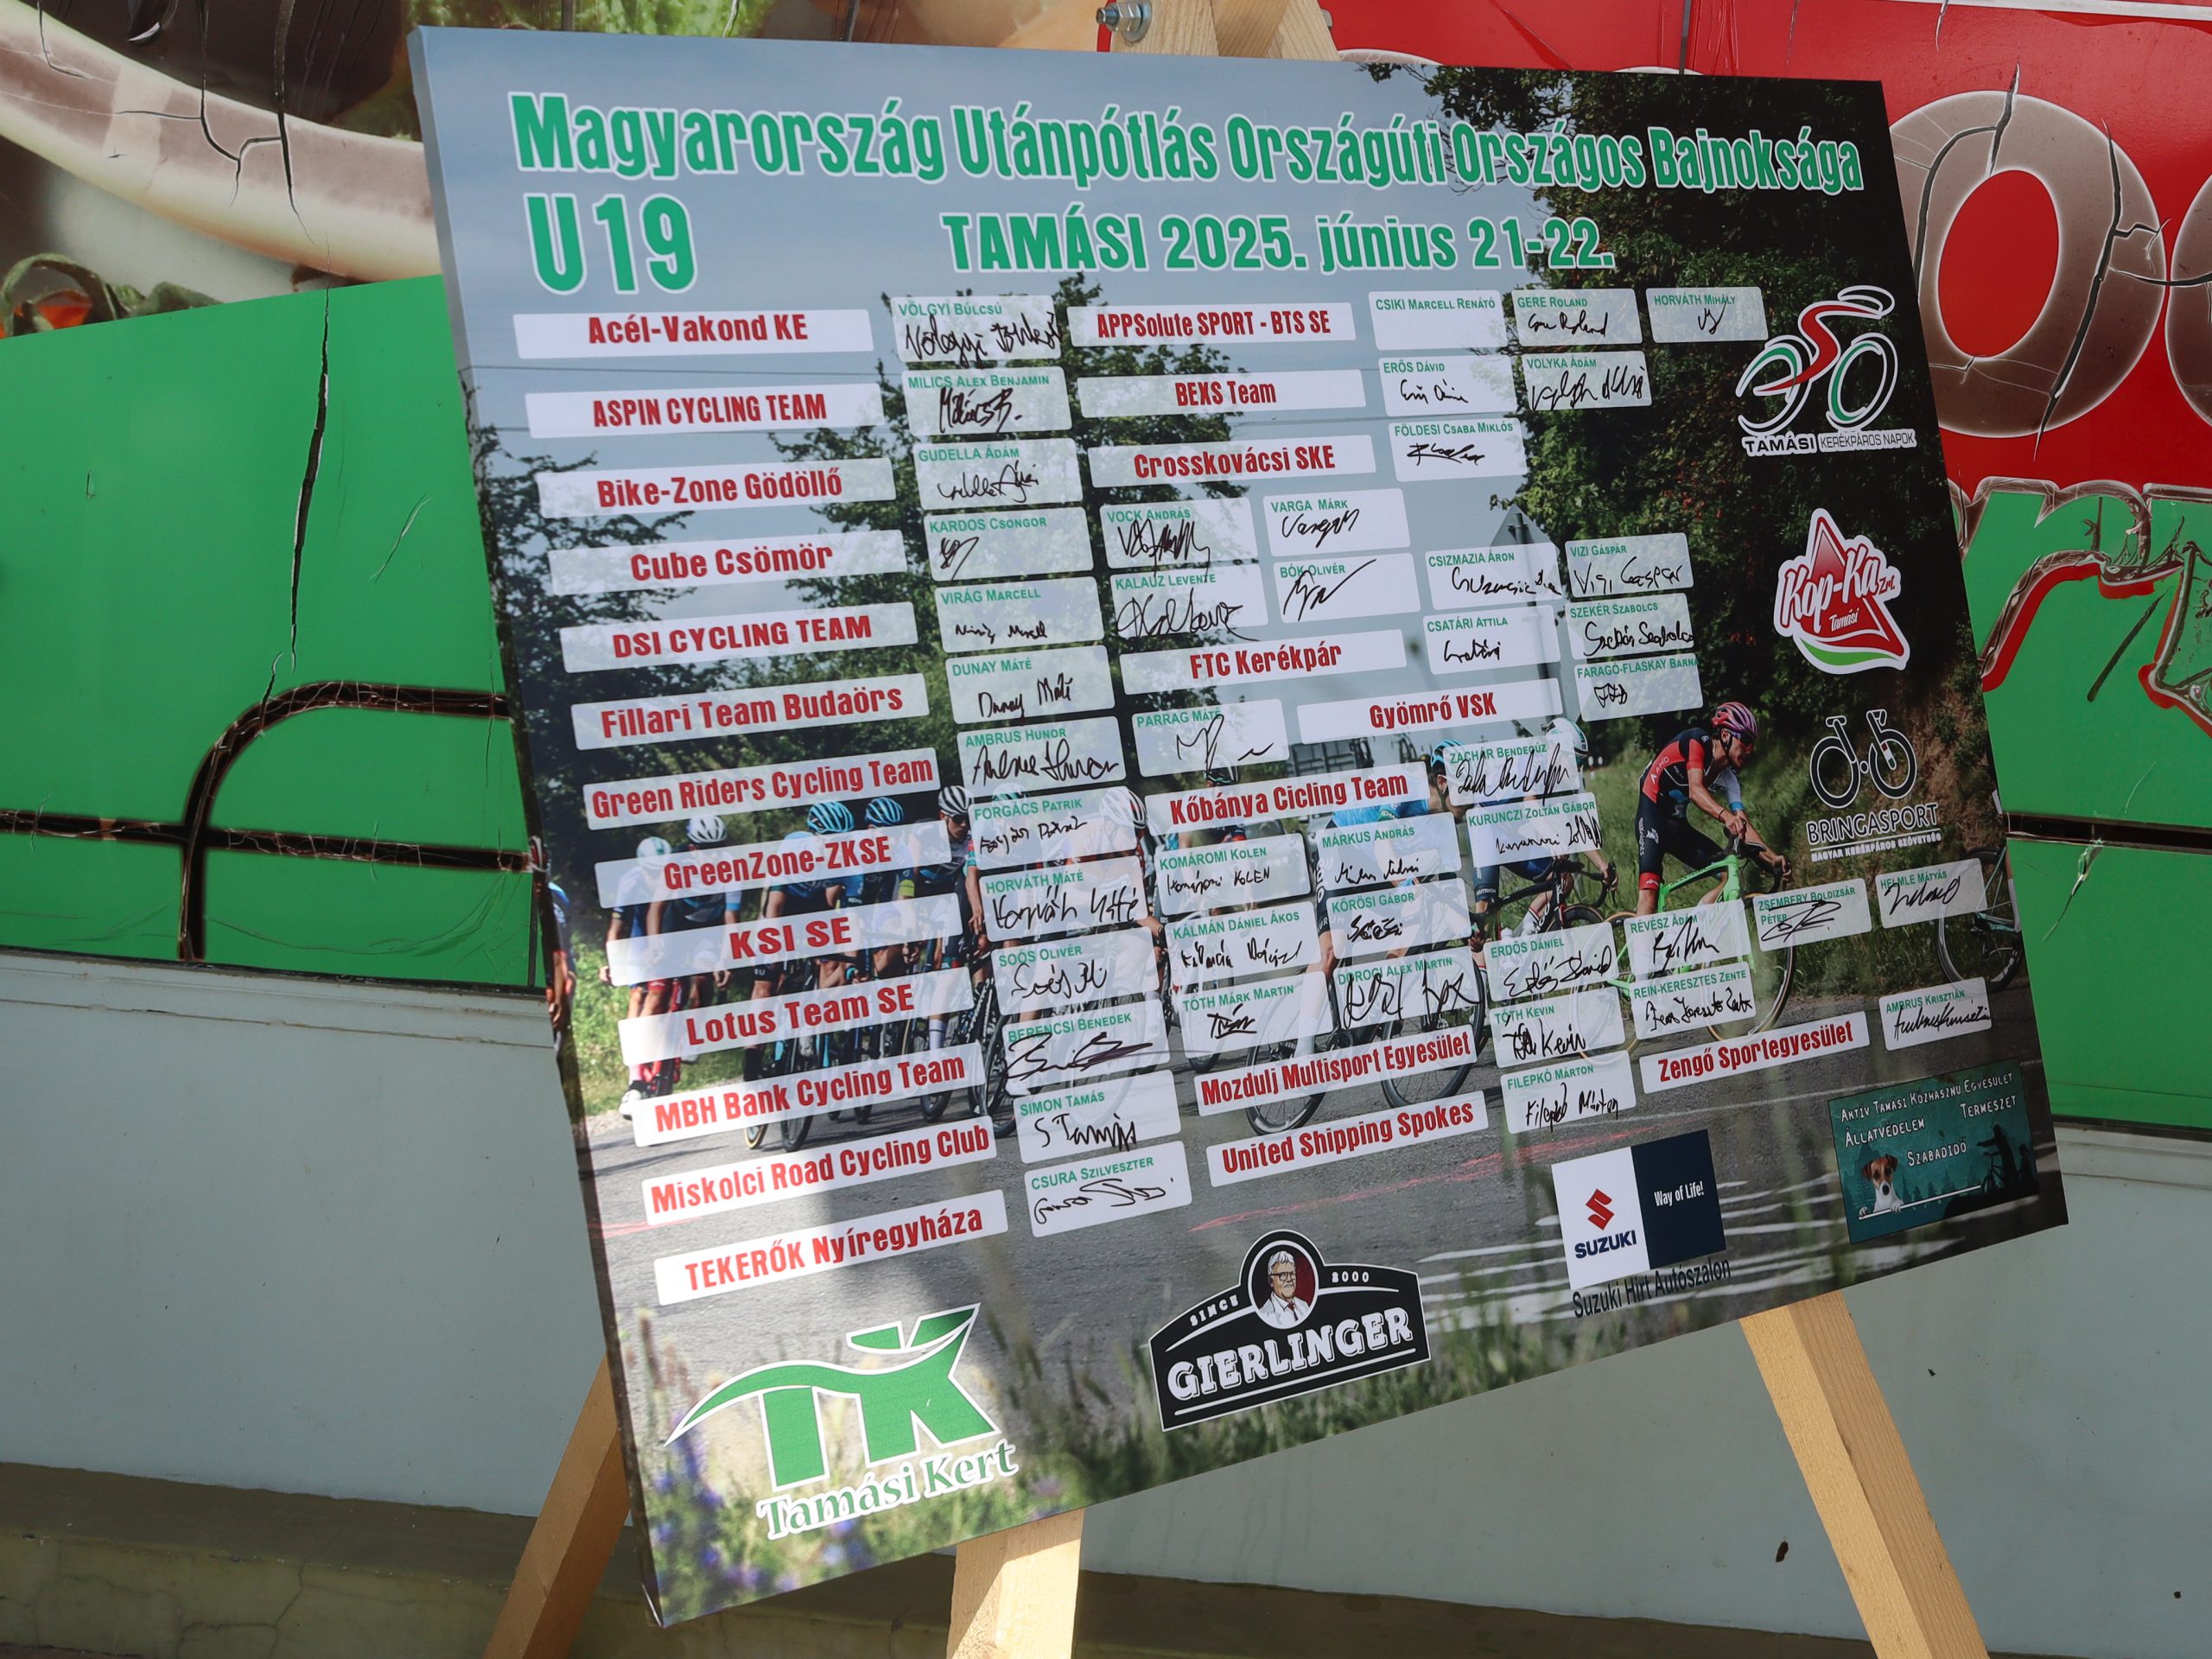 Magyarország Utánpótlás Országúti Országos Bajnoksága
U19 TAMÁSI 2025. június 21-22.
Acél-Vakond KE VÖLGYI Bulcsú APPSolute SPORT - BTS SE CSIKI Marcell Renátó GERE Roland HORVÁTH Mihály
ASPIN CYCLING TEAM MILICS Alex Benjamin BEXS Team ERŐS Dávid VOLYKA Ádám
Bike-Zone Gödöllő GUDELLA Ádám Crosskovácsi SKE FÖLDESI Csaba Miklós
Cube Csömör KARDOS Csongor VOCK András VARGA Márk
DSI CYCLING TEAM VIRÁG Marcell KALAUZ Levente BÓK Olivér CSIZMAZIA Áron VIZI Gáspár
Fillari Team Budaörs DUNAY Máté FTC Kerékpár CSATÁRI Attila SZEKÉR Szabolcs
Green Riders Cycling Team AMBRUS Hunor PARRAG Máté Gyömrő VSK FARAGÓ-FLASKAY Barna
GreenZone-ZKSE FORGÁCS Patrik Kőbánya Cicling Team ZACHÁR Bendegúz
KSI SE HORVÁTH Máté KOMÁROMI Kolen MÁRKUS András KURUNCZI Zoltán Gábor
Lotus Team SE SOÓS Olivér KÁLMÁN Dániel Ákos KŐRÖSI Gábor ERDŐS Dániel RÉVÉSZ Ádám ZSEMBERY Boldizsár Péter HELMLE Mátyás
MBH Bank Cycling Team BERENCSI Benedek TÓTH Márk Martin DOROGI Alex Martin TÓTH Kevin REIN-KERESZTES Zente
Miskolci Road Cycling Club SIMON Tamás Mozdulj Multisport Egyesület FILEPKÓ Márton Zengő Sportegyesület AMBRUS Krisztián
TEKERŐK Nyíregyháza CSURA Szilveszter United Shipping Spokes
TAMÁSI KERÉKPÁROS NAPOK
Kop-Ka Zrt.
Tamási
BRINGASPORT
MAGYAR KERÉKPÁROS SZÖVETSÉG
Aktív Tamási Közhasznú Egyesület
Természet
Állatvédelem
Szabadidő
SUZUKI Way of Life!
Suzuki Hírt Autószalon
SINCE 2000
GIERLINGER
TK
Tamási Kert